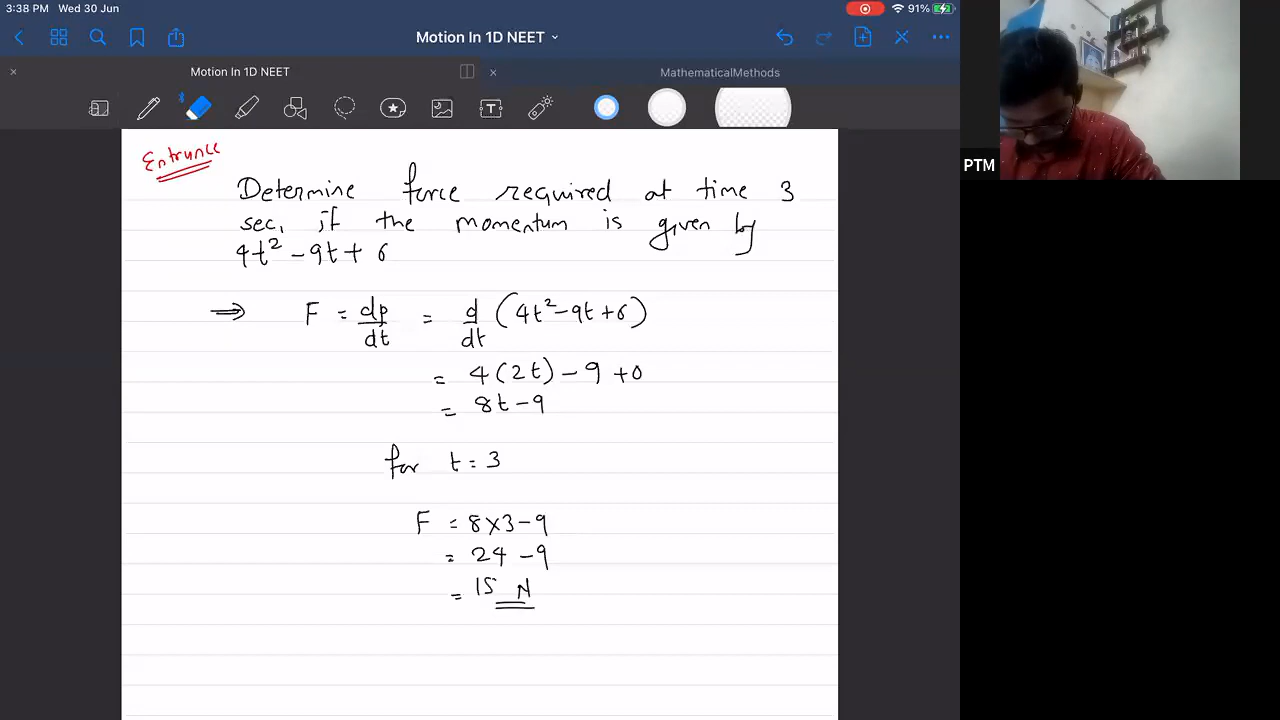 3:38 PM Wed 30 Jun
91%
Motion In 1D NEET
Motion In 1D NEET
MathematicalMethods
T
PTM
Entrance
Determine force required at time 3
sec, if the momentum is given by
4t² - 9t + 6
⇒ F = dp/dt = d/dt (4t² - 9t + 6)
= 4(2t) - 9 + 0
= 8t - 9
for t = 3
F = 8×3 - 9
= 24 - 9
= 15 N